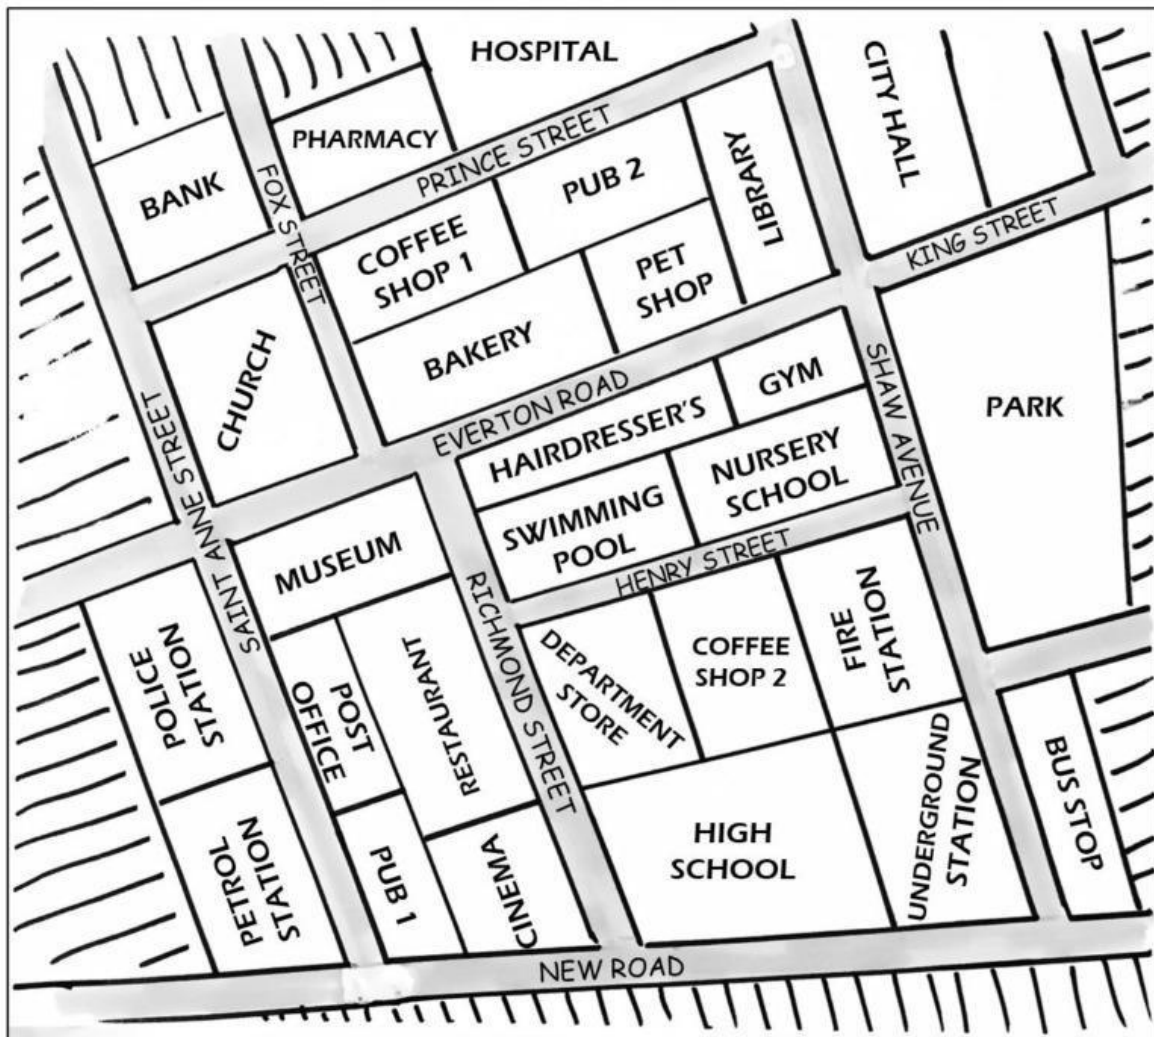 HOSPITAL
CITY HALL
PHARMACY
PRINCE STREET
BANK
FOX STREET
PUB 2
LIBRARY
COFFEE
SHOP 1
KING STREET
PET
SHOP
BAKERY
CHURCH
EVERTON ROAD
GYM
SHAW AVENUE
PARK
HAIRDRESSER'S
SAINT ANNE STREET
NURSERY
SCHOOL
SWIMMING
POOL
MUSEUM
HENRY STREET
RICHMOND STREET
POLICE
STATION
POST
OFFICE
RESTAURANT
DEPARTMENT
STORE
COFFEE
SHOP 2
FIRE
STATION
UNDERGROUND
STATION
BUS STOP
PETROL
STATION
PUB 1
CINEMA
HIGH
SCHOOL
NEW ROAD